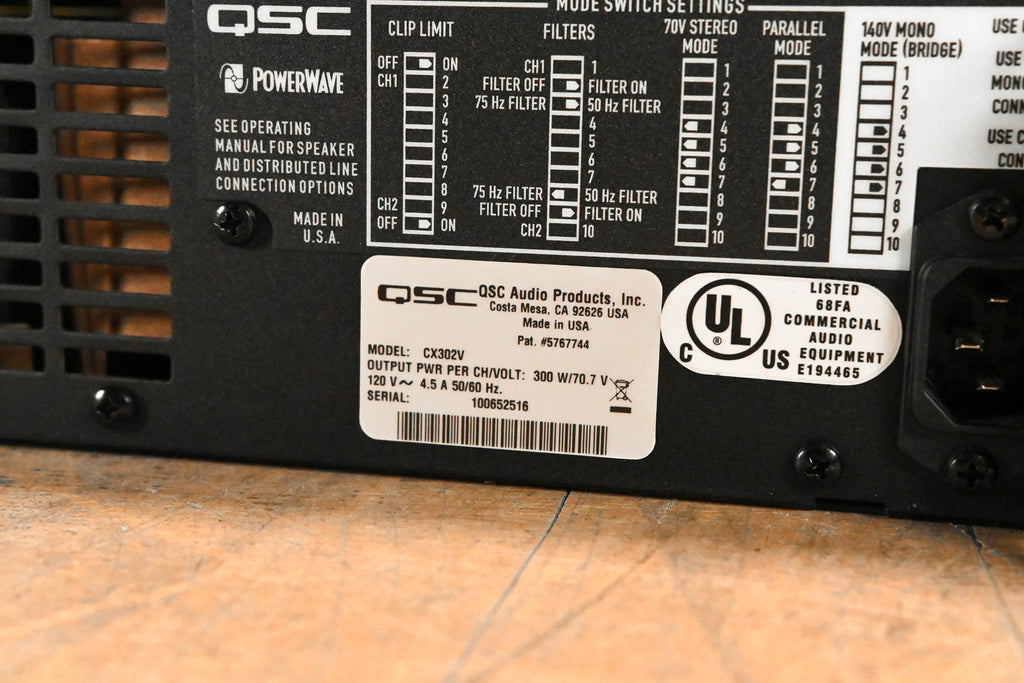 MODE SWITCH SETTINGS
QSC
POWERWAVE
SEE OPERATING
MANUAL FOR SPEAKER
AND DISTRIBUTED LINE
CONNECTION OPTIONS
MADE IN
U.S.A.
CLIP LIMIT
OFF ON
CH1 2
3
4
5
6
7
8
CH2 9
OFF ON
FILTERS
CH1 1
FILTER OFF FILTER ON
75 Hz FILTER 50 Hz FILTER
4
5
6
7
75 Hz FILTER 50 Hz FILTER
FILTER OFF FILTER ON
CH2 10
70V STEREO
MODE
1
2
3
4
5
6
7
8
9
10
PARALLEL
MODE
1
2
3
4
5
6
7
8
9
10
140V MONO
MODE (BRIDGE)
1
2
3
4
5
6
7
8
9
10
USE
USE
MONO
CONN
USE C
CON
QSC QSC Audio Products, Inc.
Costa Mesa, CA 92626 USA
Made in USA
Pat. #5767744
MODEL: CX302V
OUTPUT PWR PER CH/VOLT: 300 W/70.7 V
120 V~ 4.5 A 50/60 Hz.
SERIAL: 100652516
C UL ® US
LISTED
68FA
COMMERCIAL
AUDIO
EQUIPMENT
E194465